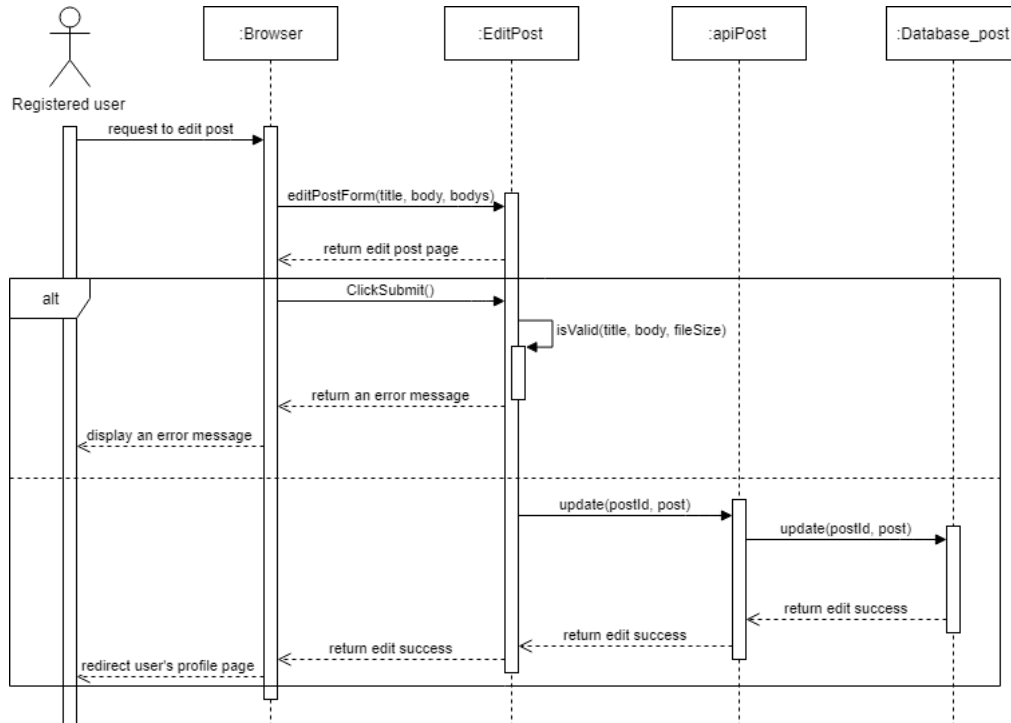 :Browser
:EditPost
:apiPost
:Database_post
Registered user
request to edit post
editPostForm(title, body, bodys)
return edit post page
alt
ClickSubmit()
isValid(title, body, fileSize)
return an error message
display an error message
update(postId, post)
update(postId, post)
return edit success
return edit success
return edit success
redirect user's profile page